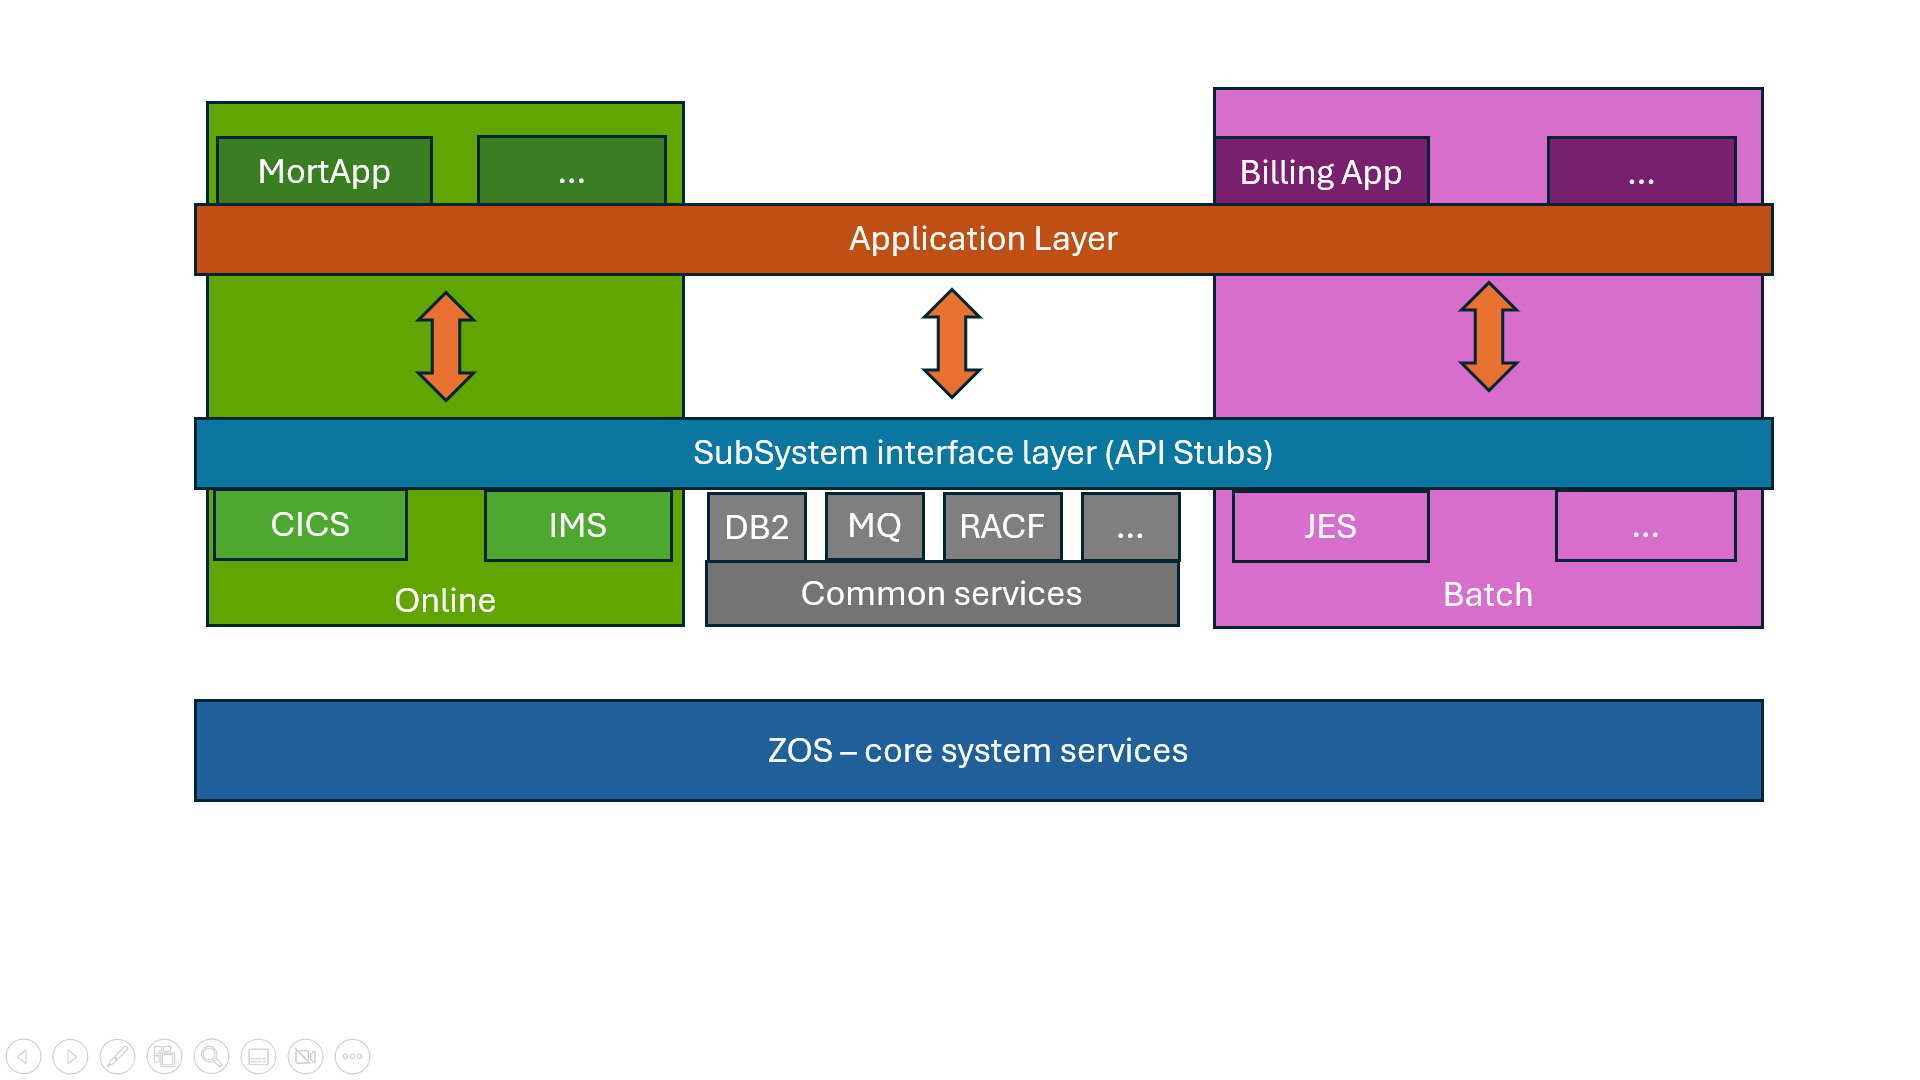 MortApp
...
Billing App
...
Application Layer
SubSystem interface layer (API Stubs)
CICS
IMS
DB2
MQ
RACF
...
JES
...
Online
Common services
Batch
ZOS – core system services